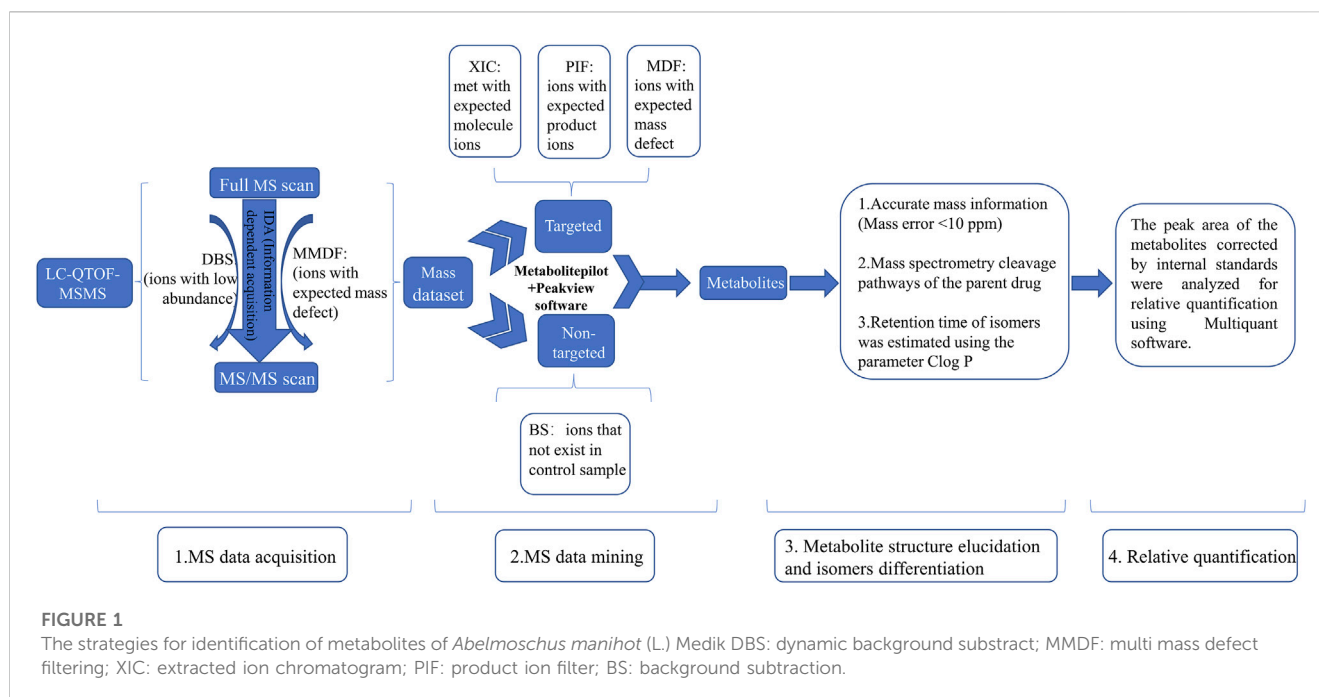 XIC:
met with
expected
molecule
ions
PIF:
ions with
expected
product
ions
MDF:
ions with
expected
mass
defect
LC-QTOF-
MSMS
Full MS scan
DBS
(ions with low
abundance)
IDA (Information
dependent acquisition)
MMDF:
(ions with
expected mass
defect)
MS/MS scan
Mass
dataset
Targeted
Metabolitepilot
+Peakview
software
Non-
targeted
BS: ions that
not exist in
control sample
Metabolites
1.Accurate mass information
(Mass error <10 ppm)
2.Mass spectrometry cleavage
pathways of the parent drug
3.Retention time of isomers
was estimated using the
parameter Clog P
The peak area of the
metabolites corrected
by internal standards
were analyzed for
relative quantification
using Multiquant
software.
1.MS data acquisition
2.MS data mining
3. Metabolite structure elucidation
and isomers differentiation
4. Relative quantification
FIGURE 1
The strategies for identification of metabolites of Abelmoschus manihot (L.) Medik DBS: dynamic background substract; MMDF: multi mass defect
filtering; XIC: extracted ion chromatogram; PIF: product ion filter; BS: background subtraction.